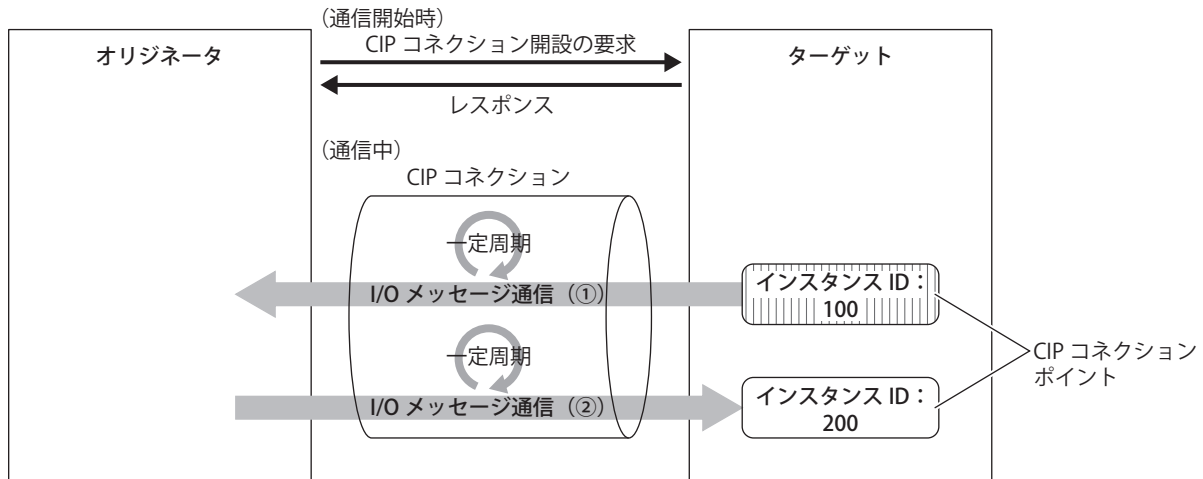 （通信開始時）
オリジネータ
CIP コネクション開設の要求
ターゲット
レスポンス
（通信中）
CIP コネクション
一定周期
I/O メッセージ通信（①）
インスタンス ID：
100
一定周期
I/O メッセージ通信（②）
インスタンス ID：
200
CIP コネクション
ポイント